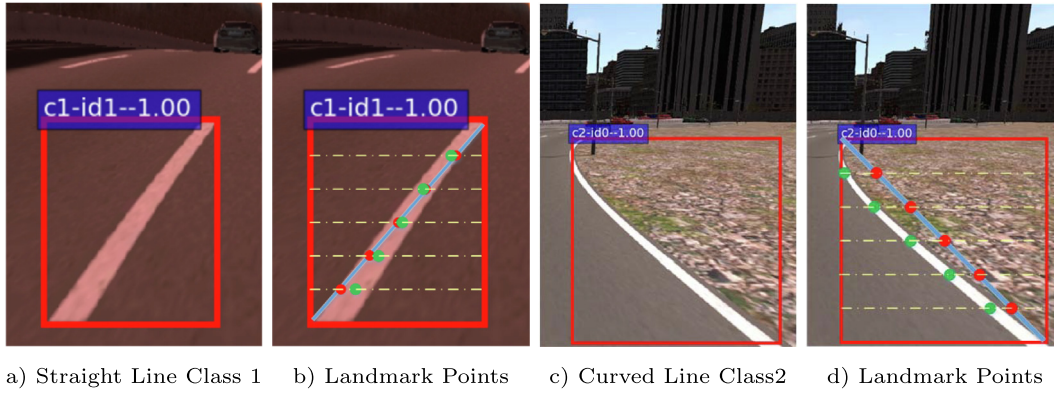 c1-id1--1.00
c1-id1--1.00
c2-id0--1.00
c2-id0--1.00
a) Straight Line Class 1
b) Landmark Points
c) Curved Line Class2
d) Landmark Points